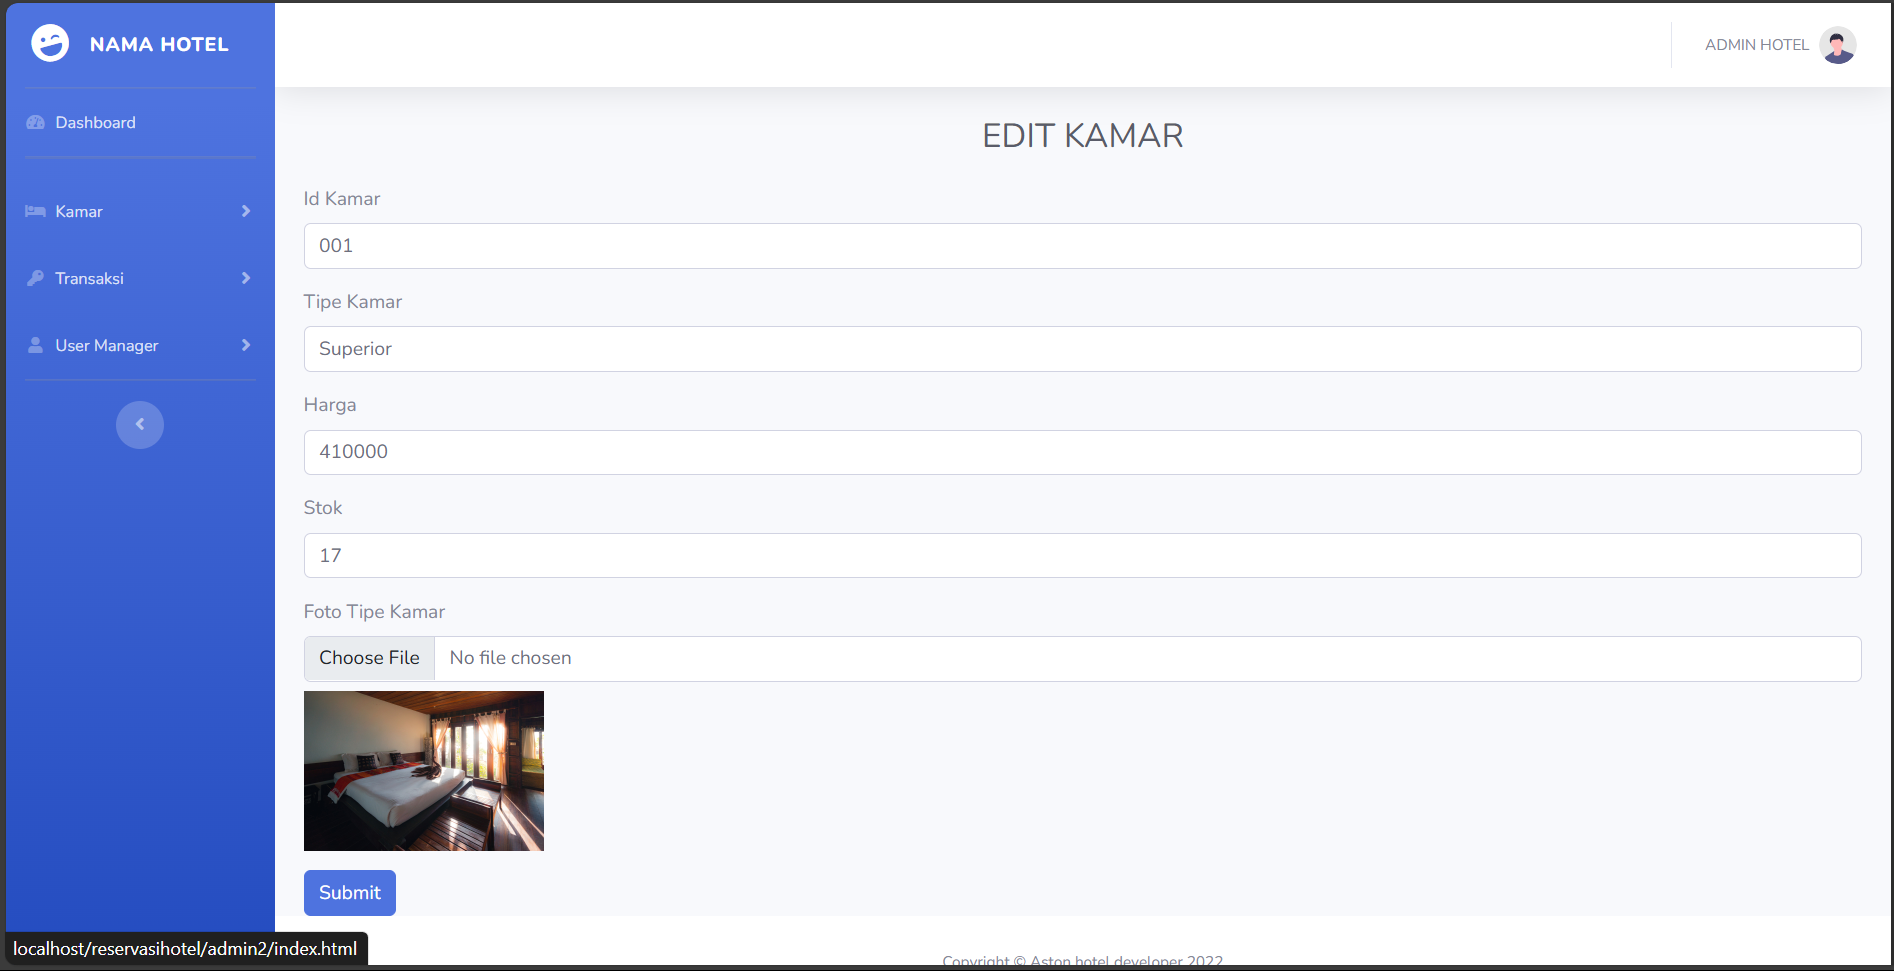 NAMA HOTEL
ADMIN HOTEL
Dashboard
Kamar
Transaksi
User Manager
EDIT KAMAR
Id Kamar
001
Tipe Kamar
Superior
Harga
410000
Stok
17
Foto Tipe Kamar
Choose File No file chosen
Submit
localhost/reservasihotel/admin2/index.html
Copyright © Aston hotel developer 2022